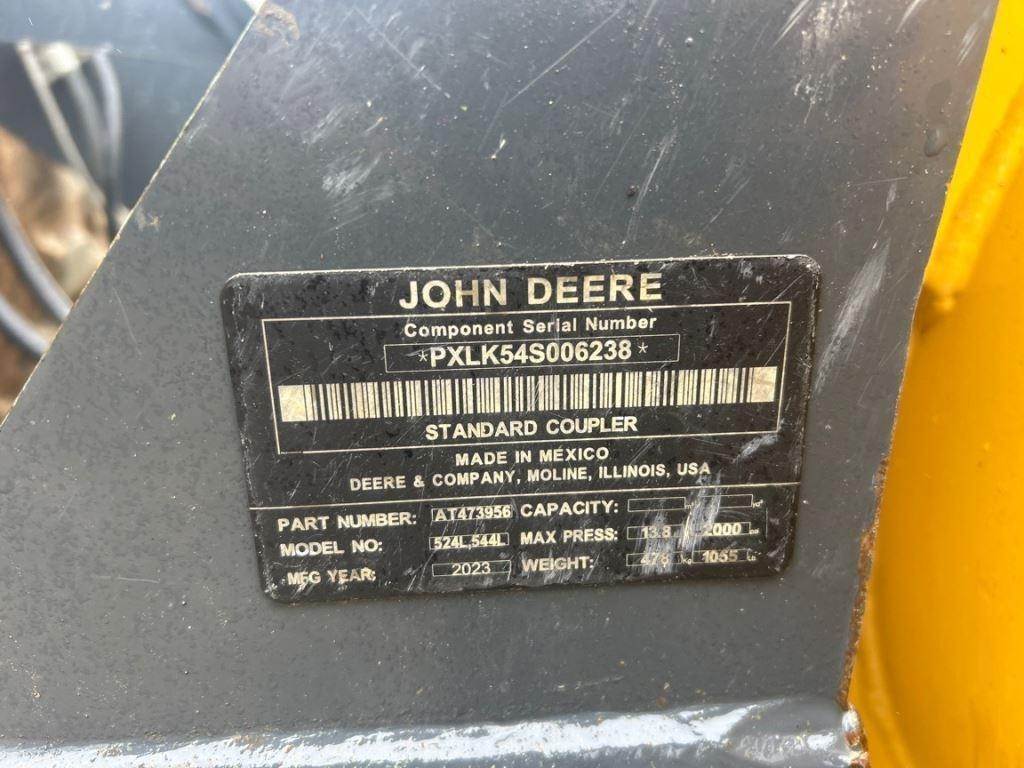 JOHN DEERE
Component Serial Number
*PXLK54S006238*
STANDARD COUPLER
MADE IN MEXICO
DEERE & COMPANY, MOLINE, ILLINOIS, USA
PART NUMBER: AT473956 CAPACITY:
MODEL NO: 524L,544L MAX PRESS: 13.8 2000
MFG YEAR: 2023 WEIGHT: 478 1055